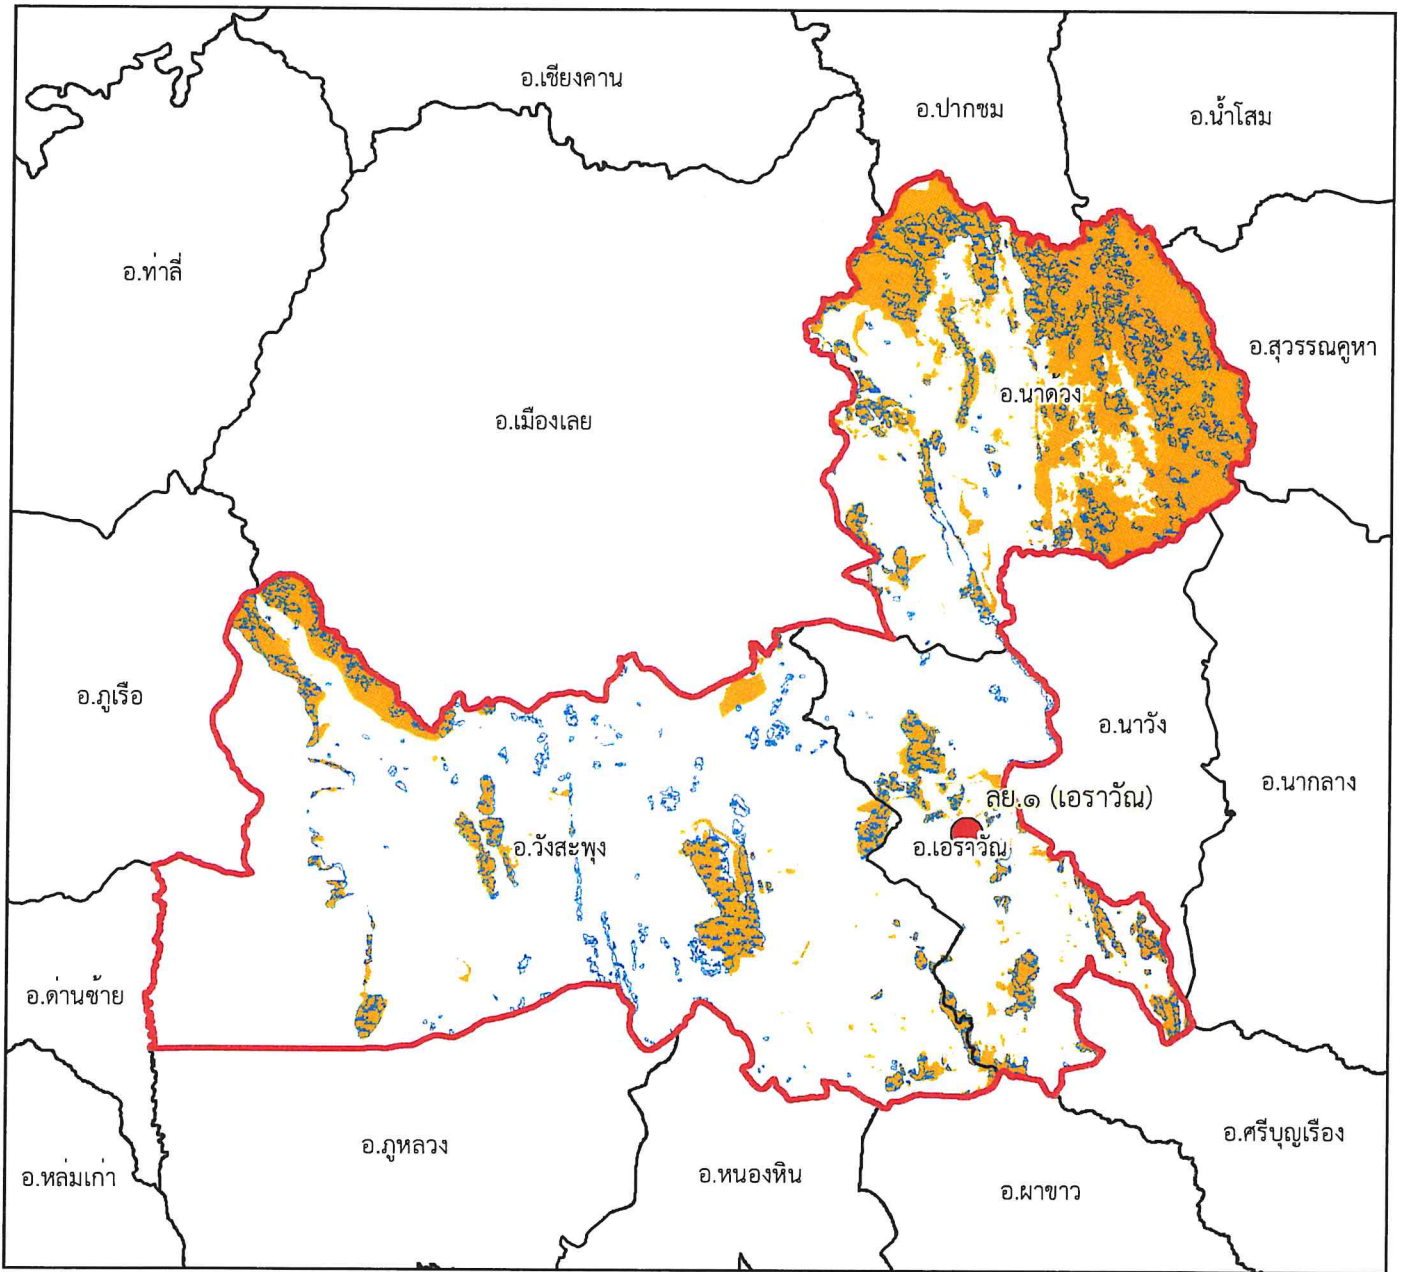 อ.เชียงคาน
อ.ปากชม
อ.น้ำโสม
อ.ท่าลี่
อ.สุวรรณคูหา
อ.นาด้วง
อ.เมืองเลย
อ.ภูเรือ
อ.นาวัง
อ.นากลาง
ลย.๑ (เอราวัณ)
อ.วังสะพุง
อ.เอราวัณ
อ.ด่านซ้าย
อ.ศรีบุญเรือง
อ.ภูหลวง
อ.หล่มเก่า
อ.หนองหิน
อ.ผาขาว